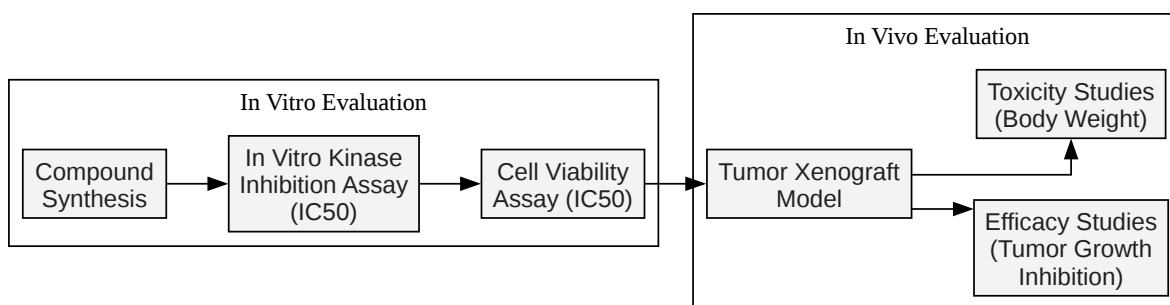 In Vitro Evaluation
Compound
Synthesis
In Vitro Kinase
Inhibition Assay
(IC50)
Cell Viability
Assay (IC50)
In Vivo Evaluation
Tumor Xenograft
Model
Toxicity Studies
(Body Weight)
Efficacy Studies
(Tumor Growth
Inhibition)